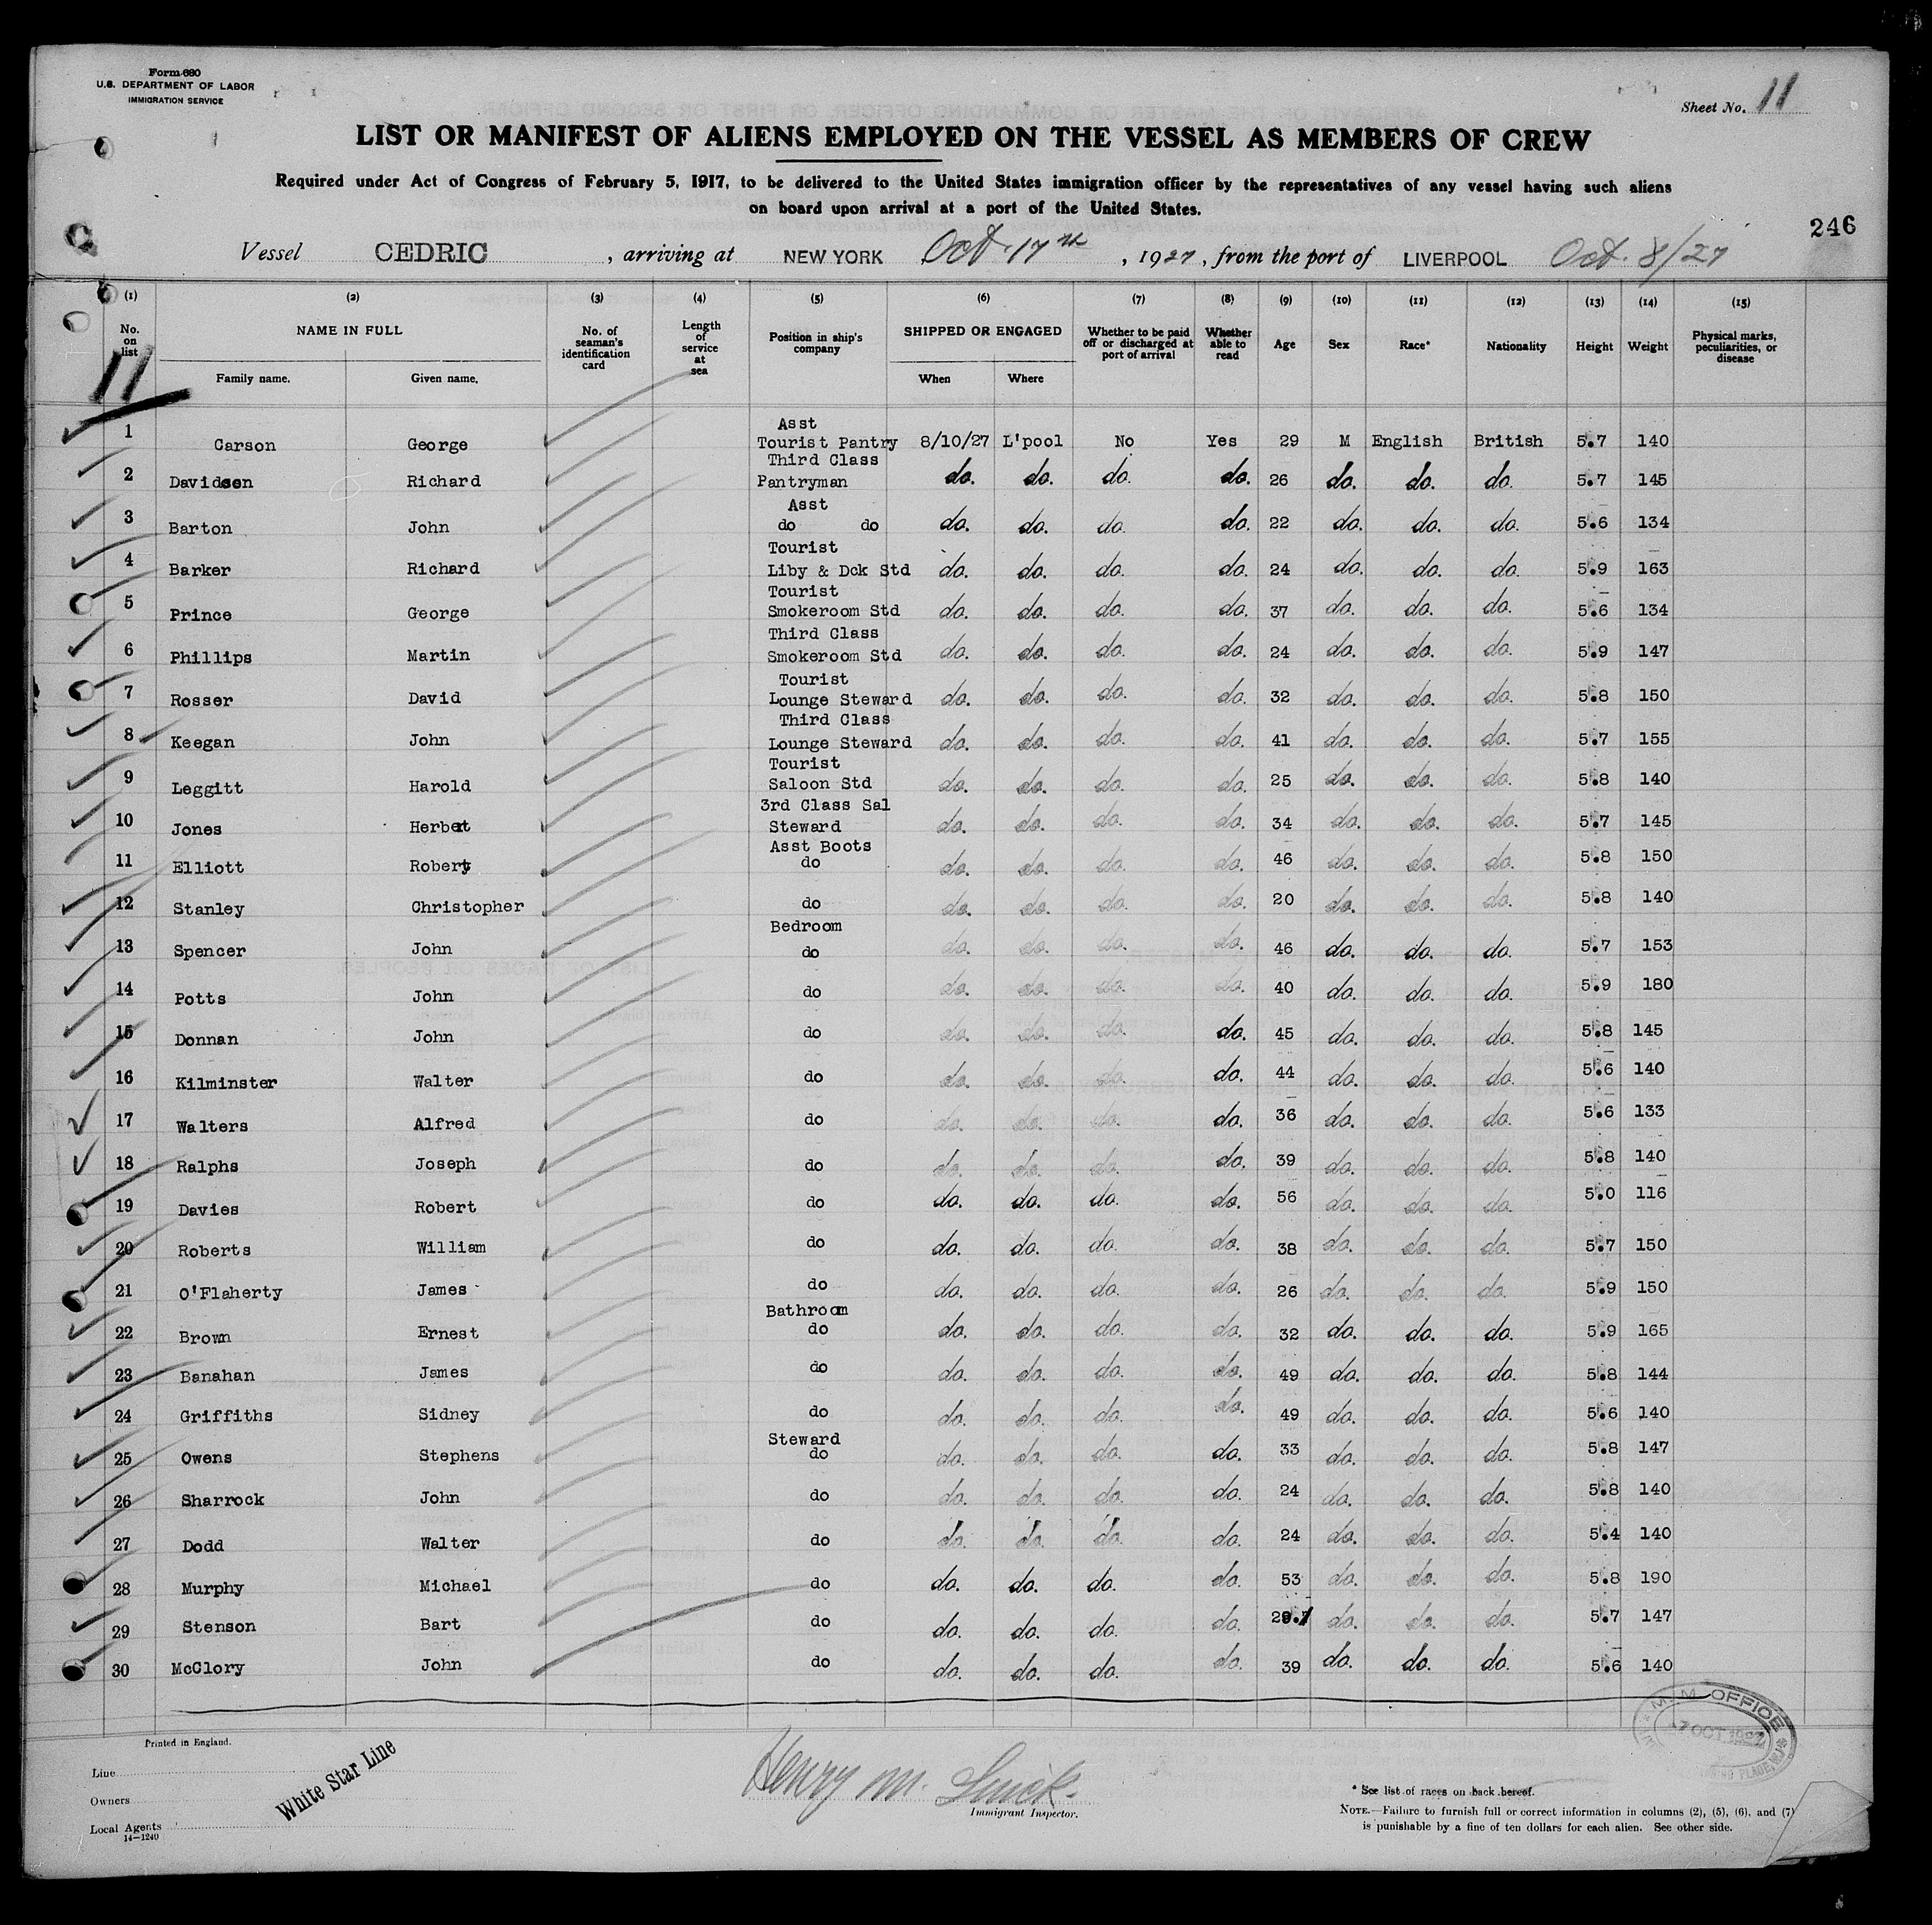 Form 680
U.S. DEPARTMENT OF LABOR
IMMIGRATION SERVICE
Sheet No. 11
LIST OR MANIFEST OF ALIENS EMPLOYED ON THE VESSEL AS MEMBERS OF CREW
Required under Act of Congress of February 5, 1917, to be delivered to the United States immigration officer by the representatives of any vessel having such aliens
on board upon arrival at a port of the United States.
246
Vessel CEDRIC, arriving at NEW YORK Oct 17th, 1927, from the port of LIVERPOOL Oct. 8/27
(1) (2) (3) (4) (5) (6) (7) (8) (9) (10) (11) (12) (13) (14) (15)
No. on list NAME IN FULL Family name. Given name. No. of seaman's identification card Length of service at sea Position in ship's company SHIPPED OR ENGAGED When Where Whether to be paid off or discharged at port of arrival Whether able to read Age Sex Race* Nationality Height Weight Physical marks, peculiarities, or disease
11
1 Carson George Asst Tourist Pantry 8/10/27 L'pool No Yes 29 M English British 5.7 140
2 Davidson Richard Third Class Pantryman do. do. do. do. 26 do. do. do. 5.7 145
3 Barton John Asst do do do. do. do. do. 22 do. do. do. 5.6 134
4 Barker Richard Tourist Liby & Dck Std do. do. do. do. 24 do. do. do. 5.9 163
5 Prince George Tourist Smokeroom Std do. do. do. do. 37 do. do. do. 5.6 134
6 Phillips Martin Third Class Smokeroom Std do. do. do. do. 24 do. do. do. 5.9 147
7 Rosser David Tourist Lounge Steward do. do. do. do. 32 do. do. do. 5.8 150
8 Keegan John Third Class Lounge Steward do. do. do. do. 41 do. do. do. 5.7 155
9 Leggitt Harold Tourist Saloon Std do. do. do. do. 25 do. do. do. 5.8 140
10 Jones Herbert 3rd Class Sal Steward do. do. do. do. 34 do. do. do. 5.7 145
11 Elliott Robert Asst Boots do do. do. do. do. 46 do. do. do. 5.8 150
12 Stanley Christopher do do. do. do. do. 20 do. do. do. 5.8 140
13 Spencer John Bedroom do do. do. do. do. 46 do. do. do. 5.7 153
14 Potts John do do. do. do. do. 40 do. do. do. 5.9 180
15 Donnan John do do. do. do. do. 45 do. do. do. 5.8 145
16 Kilminster Walter do do. do. do. do. 44 do. do. do. 5.6 140
17 Walters Alfred do do. do. do. do. 36 do. do. do. 5.6 133
18 Ralphs Joseph do do. do. do. do. 39 do. do. do. 5.8 140
19 Davies Robert do do. do. do. do. 56 do. do. do. 5.0 116
20 Roberts William do do. do. do. do. 38 do. do. do. 5.7 150
21 O'Flaherty James do do. do. do. do. 26 do. do. do. 5.9 150
22 Brown Ernest Bathroom do do. do. do. do. 32 do. do. do. 5.9 165
23 Banahan James do do. do. do. do. 49 do. do. do. 5.8 144
24 Griffiths Sidney do do. do. do. do. 49 do. do. do. 5.6 140
25 Owens Stephens Steward do do. do. do. do. 33 do. do. do. 5.8 147
26 Sharrock John do do. do. do. do. 24 do. do. do. 5.8 140
27 Dodd Walter do do. do. do. do. 24 do. do. do. 5.4 140
28 Murphy Michael do do. do. do. do. 53 do. do. do. 5.8 190
29 Stenson Bart do do. do. do. do. do. do. do. 5.7 147
30 McClory John do do. do. do. do. 39 do. do. do. 5.6 140
M.M. OFFICE
7 OCT 1927
Printed in England.
Line
Owners
Local Agents
14—1240
White Star Line
Henry M.
Immigrant Inspector.
* See list of races on back hereof.
NOTE.—Failure to furnish full or correct information in columns (2), (5), (6), and (7)
is punishable by a fine of ten dollars for each alien. See other side.